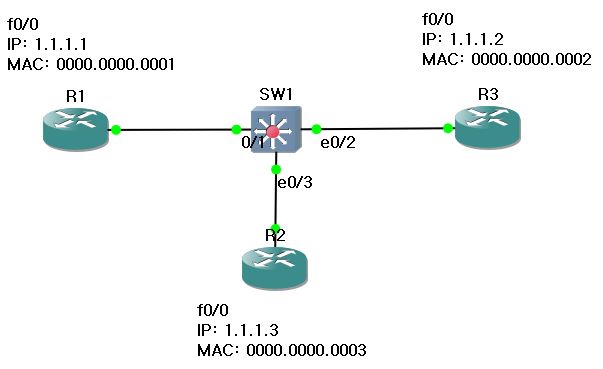 f0/0
IP: 1.1.1.1
MAC: 0000.0000.0001
R1
SW1
f0/0
IP: 1.1.1.2
MAC: 0000.0000.0002
R3
0/1
e0/2
e0/3
R2
f0/0
IP: 1.1.1.3
MAC: 0000.0000.0003